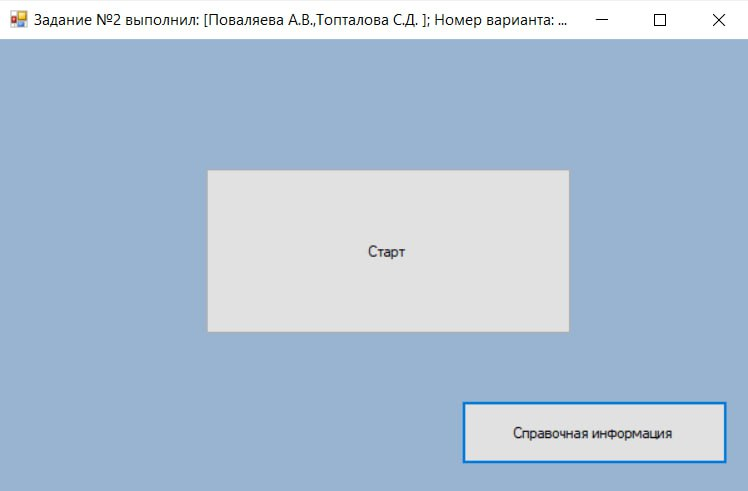 Задание №2 выполнил: [Поваляева А.В.,Топталова С.Д. ]; Номер варианта: ...
Старт
Справочная информация